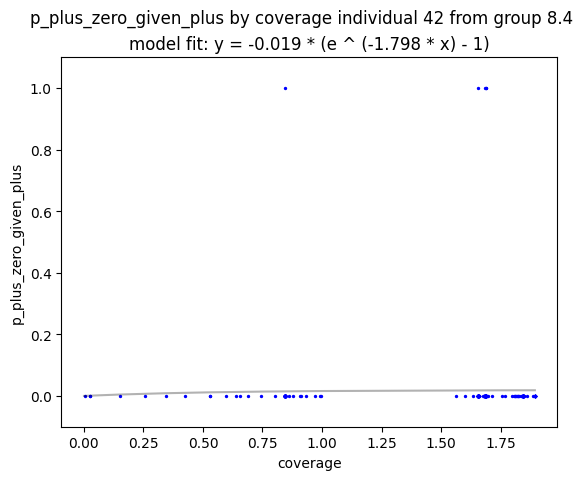 p_plus_zero_given_plus by coverage individual 42 from group 8.4
model fit: y = -0.019 * (e ^ (-1.798 * x) - 1)
1.0
0.8
0.6
0.4
0.2
0.0
p_plus_zero_given_plus
0.00 0.25 0.50 0.75 1.00 1.25 1.50 1.75
coverage